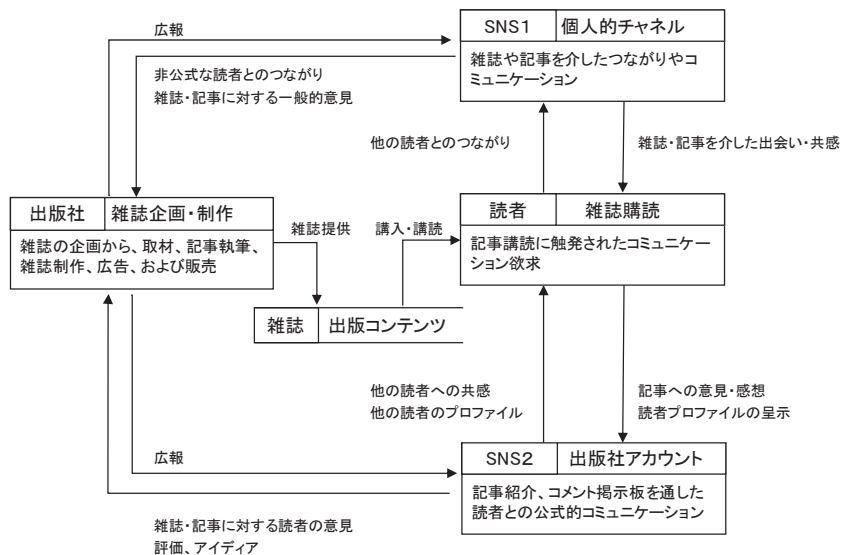 広報
SNS1 個人的チャネル
雑誌や記事を介したつながりやコ
ミュニケーション
非公式な読者とのつながり
雑誌・記事に対する一般的意見
他の読者とのつながり
雑誌・記事を介した出会い・共感
出版社 雑誌企画・制作
雑誌の企画から、取材、記事執筆、
雑誌制作、広告、および販売
雑誌提供
講入・講読
読者 雑誌購読
記事講読に触発されたコミュニケー
ション欲求
雑誌 出版コンテンツ
他の読者への共感
他の読者のプロファイル
記事への意見・感想
読者プロファイルの呈示
広報
SNS2 出版社アカウント
記事紹介、コメント掲示板を通した
読者との公式的コミュニケーション
雑誌・記事に対する読者の意見
評価、アイディア